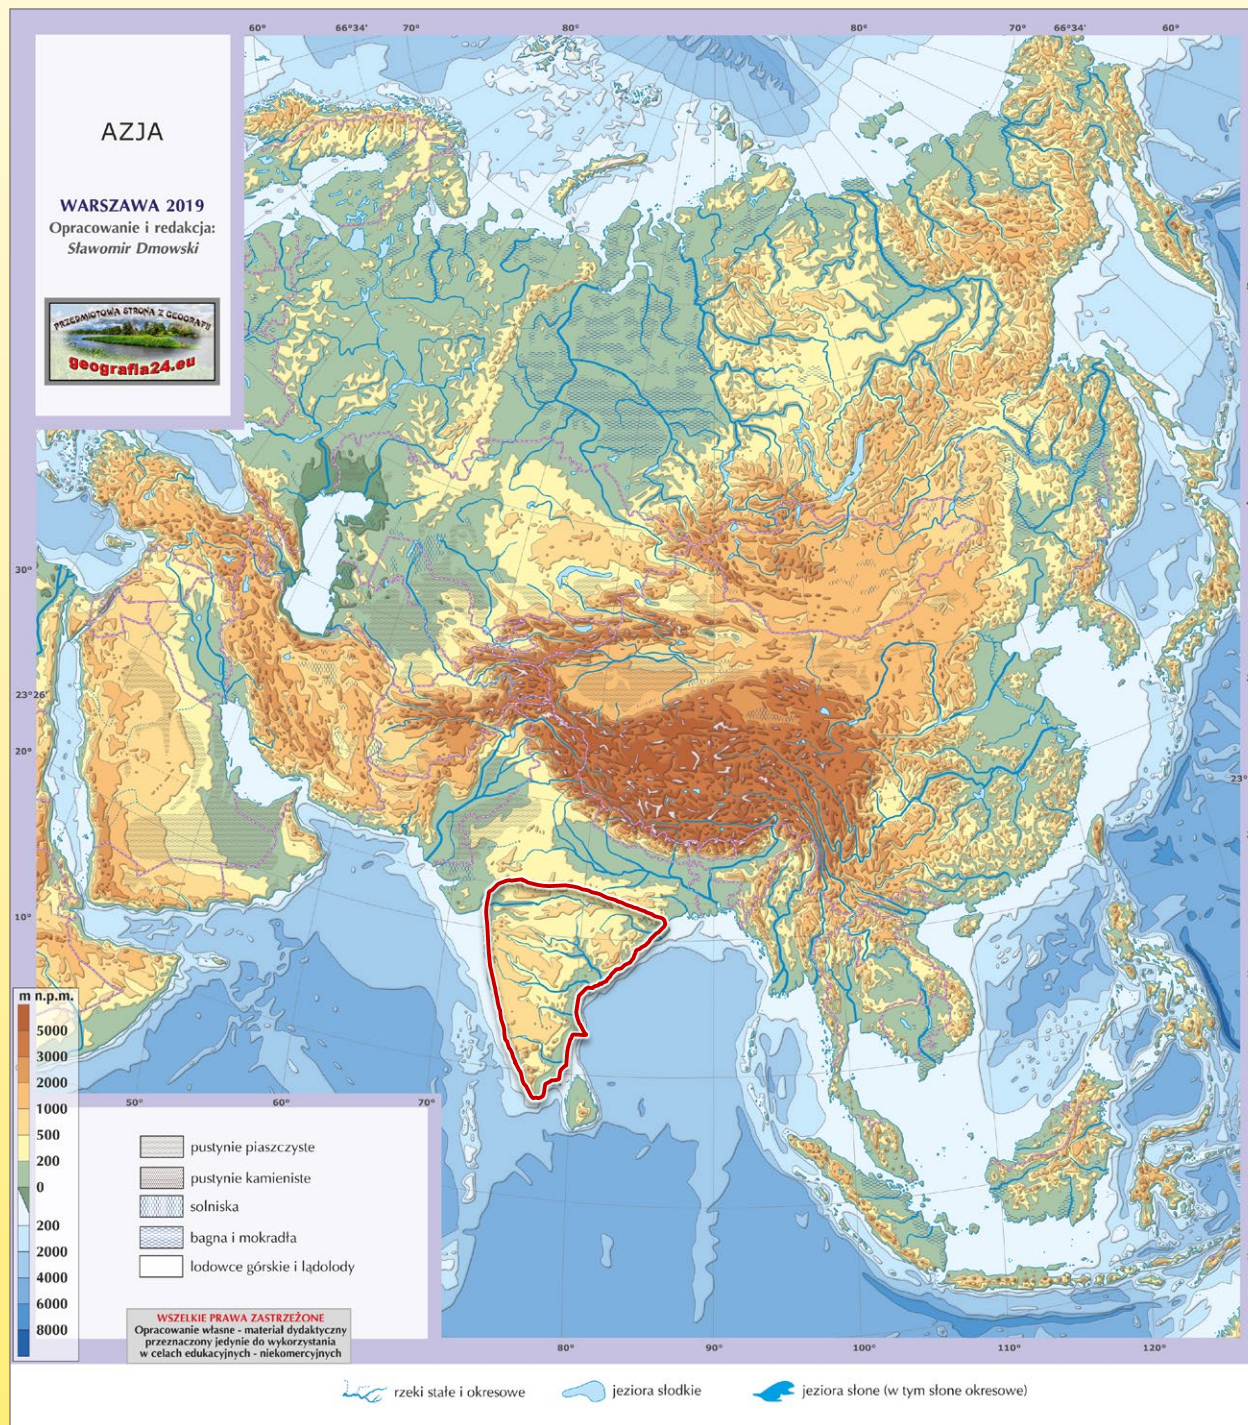 60° 66°34' 70° 80° 80° 70° 66°34' 60°
AZJA
WARSZAWA 2019
Opracowanie i redakcja:
Sławomir Dmowski
PRZEDMIOTOWA STRONA Z GEOGRAFII
geografia24.eu
30°
23°26'
20°
23°
10°
m n.p.m.
5000
3000
2000
1000
500
200
0
200
2000
4000
6000
8000
50° 60° 70°
pustynie piaszczyste
pustynie kamieniste
solniska
bagna i mokradła
lodowce górskie i lądolody
WSZELKIE PRAWA ZASTRZEŻONE
Opracowanie własne - materiał dydaktyczny
przeznaczony jedynie do wykorzystania
w celach edukacyjnych - niekomercyjnych
80° 90° 100° 110° 120°
rzeki stałe i okresowe
jeziora słodkie
jeziora słone (w tym słone okresowe)